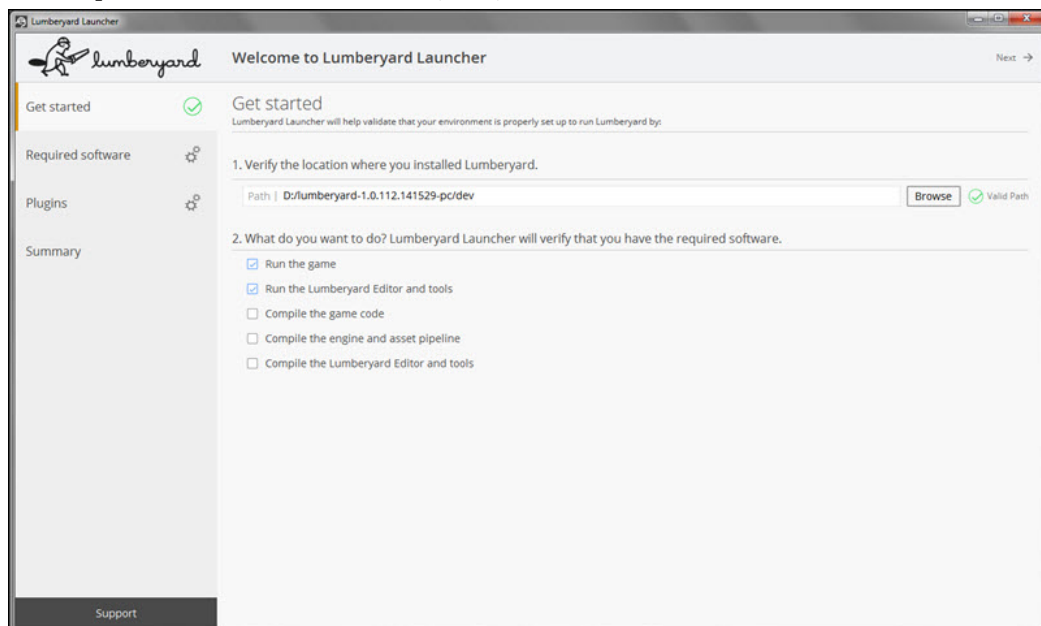 Lumberyard Launcher
lumberyard
Welcome to Lumberyard Launcher
Next →
Get started
Required software
Plugins
Summary
Support
Get started
Lumberyard Launcher will help validate that your environment is properly set up to run Lumberyard by:
1. Verify the location where you installed Lumberyard.
Path | D:/lumberyard-1.0.112.141529-pc/dev
Browse
Valid Path
2. What do you want to do? Lumberyard Launcher will verify that you have the required software.
Run the game
Run the Lumberyard Editor and tools
Compile the game code
Compile the engine and asset pipeline
Compile the Lumberyard Editor and tools